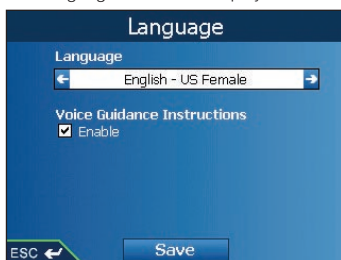 Language
Language
English - US Female
Voice Guidance Instructions
Enable
ESC
Save